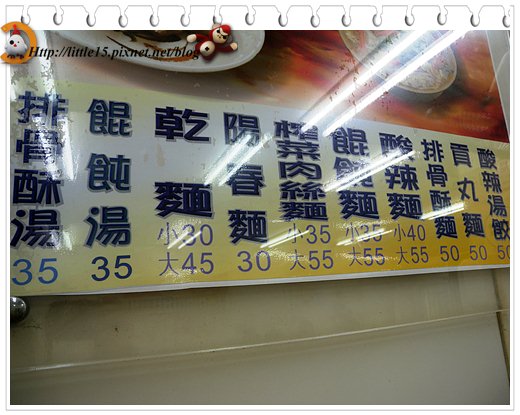 Http://little15.pixnet.net/blog
排骨酥湯
35
餛飩湯
35
乾麵
小30
大45
陽春麵
30
榨菜肉絲麵
小35
大55
餛飩麵
小35
大55
酸辣麵
小40
大55
排骨酥麵
50
貢丸麵
50
酸辣湯餃
50